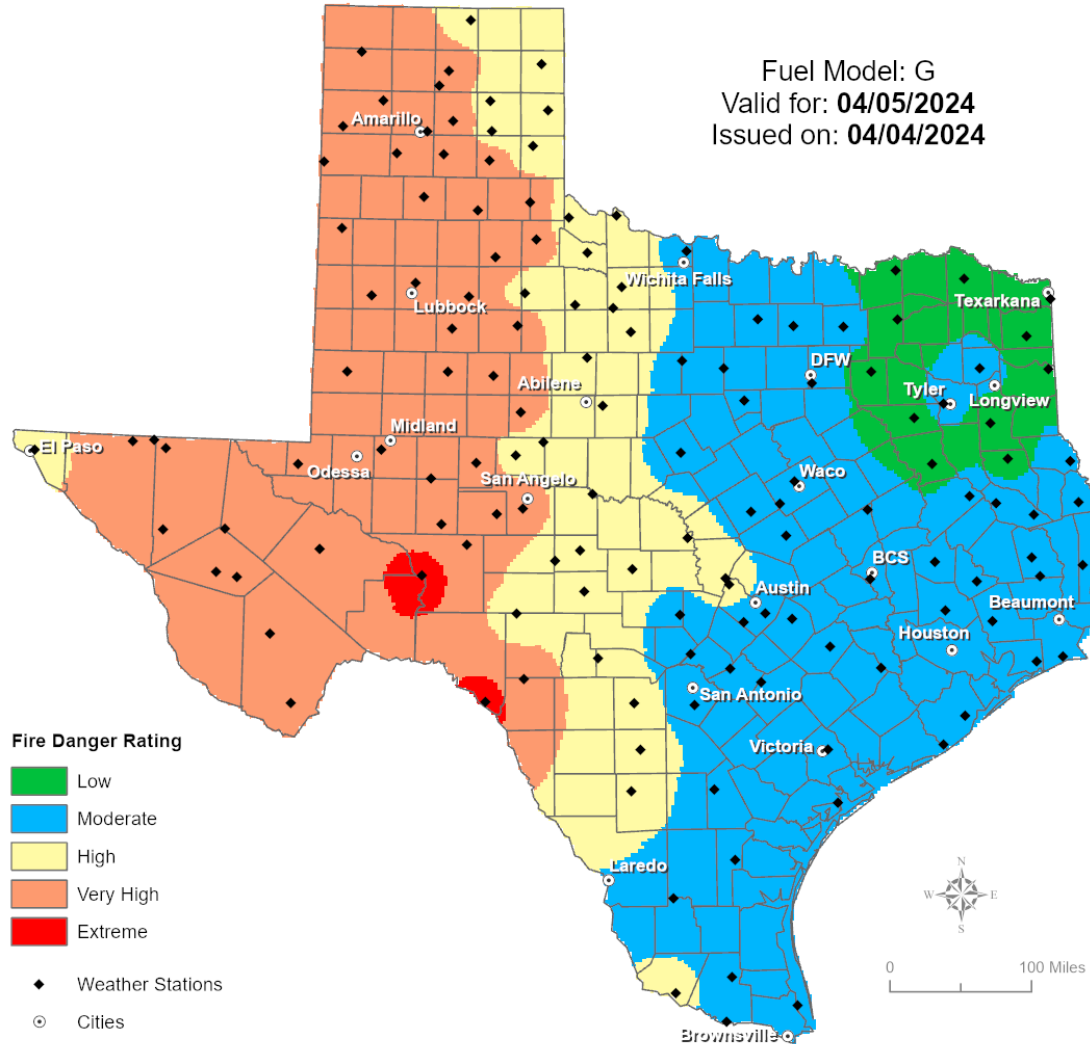 Fuel Model: G
Valid for: 04/05/2024
Issued on: 04/04/2024
Amarillo
Wichita Falls
Lubbock
Texarkana
DFW
Abilene
Tyler
Longview
Midland
El Paso
Odessa
San Angelo
Waco
BCS
Austin
Beaumont
Houston
San Antonio
Victoria
Laredo
Brownsville
Fire Danger Rating
Low
Moderate
High
Very High
Extreme
Weather Stations
Cities
N
W E
S
0 100 Miles